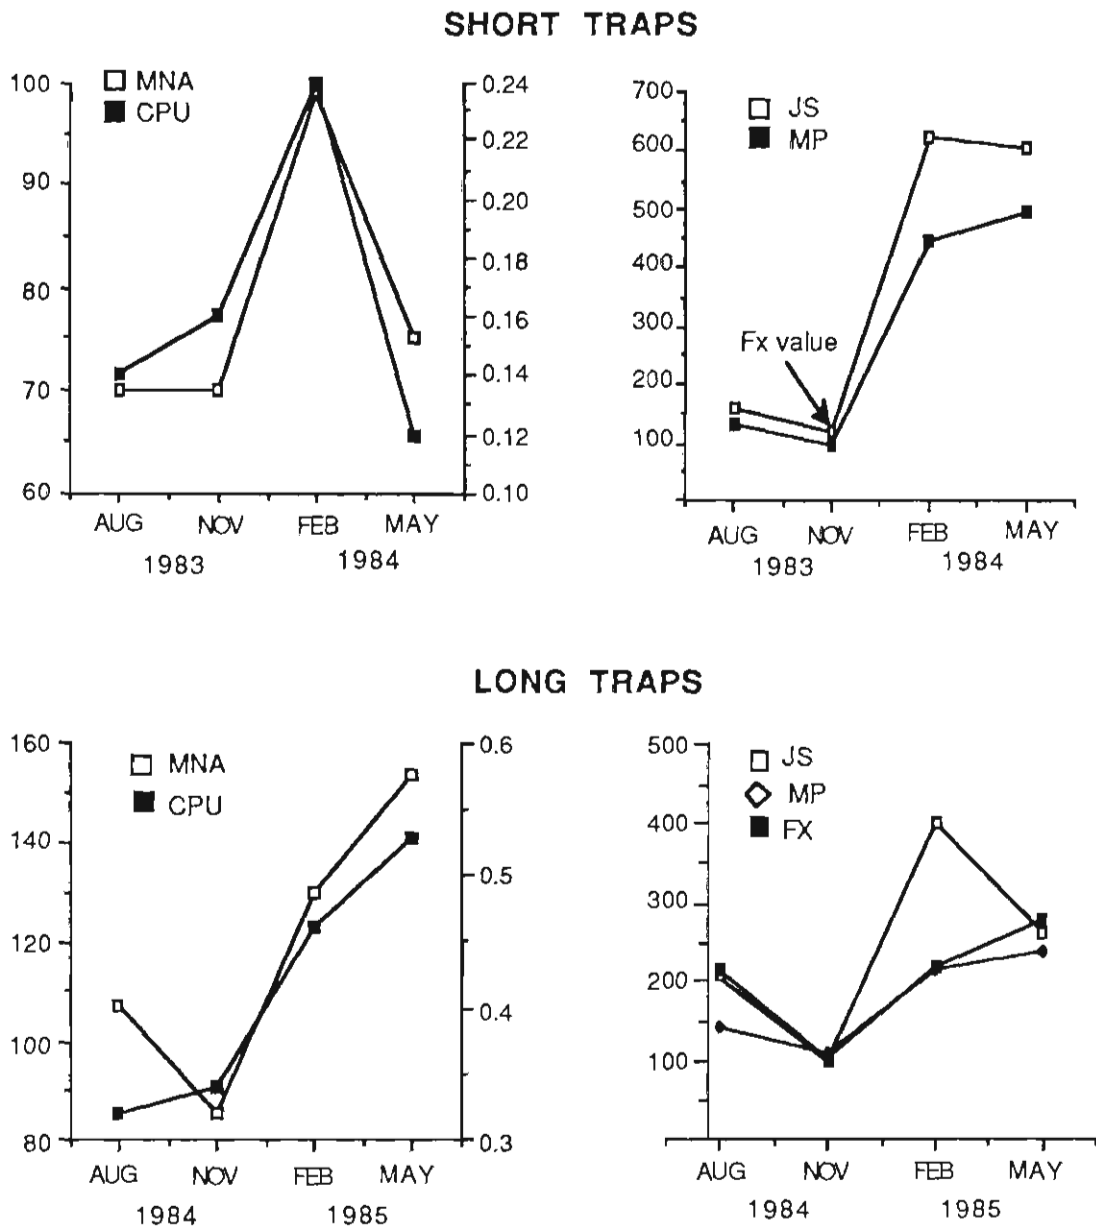 SHORT TRAPS
MNA
CPU
100
90
80
70
60
0.24
0.22
0.20
0.18
0.16
0.14
0.12
0.10
AUG NOV FEB MAY
1983 1984
JS
MP
700
600
500
400
300
200
100
Fx value
AUG NOV FEB MAY
1983 1984
LONG TRAPS
MNA
CPU
160
140
120
100
80
0.6
0.5
0.4
0.3
AUG NOV FEB MAY
1984 1985
JS
MP
FX
500
400
300
200
100
AUG NOV FEB MAY
1984 1985